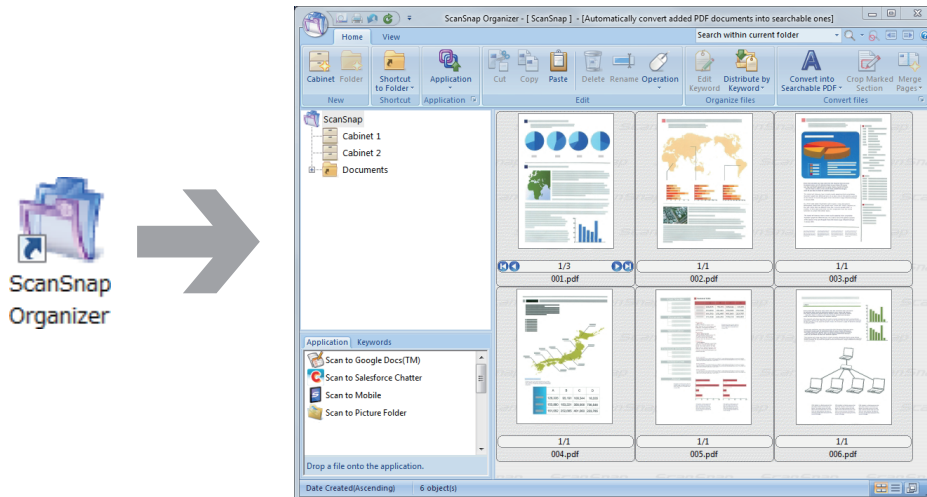 ScanSnap
Organizer
ScanSnap Organizer - [ ScanSnap ] - [Automatically convert added PDF documents into searchable ones]
Home View
Search within current folder
Cabinet Folder
Shortcut to Folder
Application
Cut Copy Paste Delete Rename Operation
Edit Keyword
Distribute by Keyword
Convert into Searchable PDF
Crop Marked Section
Merge Pages
New Shortcut Application Edit Organize files Convert files
ScanSnap
Cabinet 1
Cabinet 2
Documents
1/3
001.pdf
1/1
002.pdf
1/1
003.pdf
1/1
004.pdf
1/1
005.pdf
1/1
006.pdf
Application Keywords
Scan to Google Docs(TM)
Scan to Salesforce Chatter
Scan to Mobile
Scan to Picture Folder
Drop a file onto the application.
Date Created(Ascending) 6 object(s)